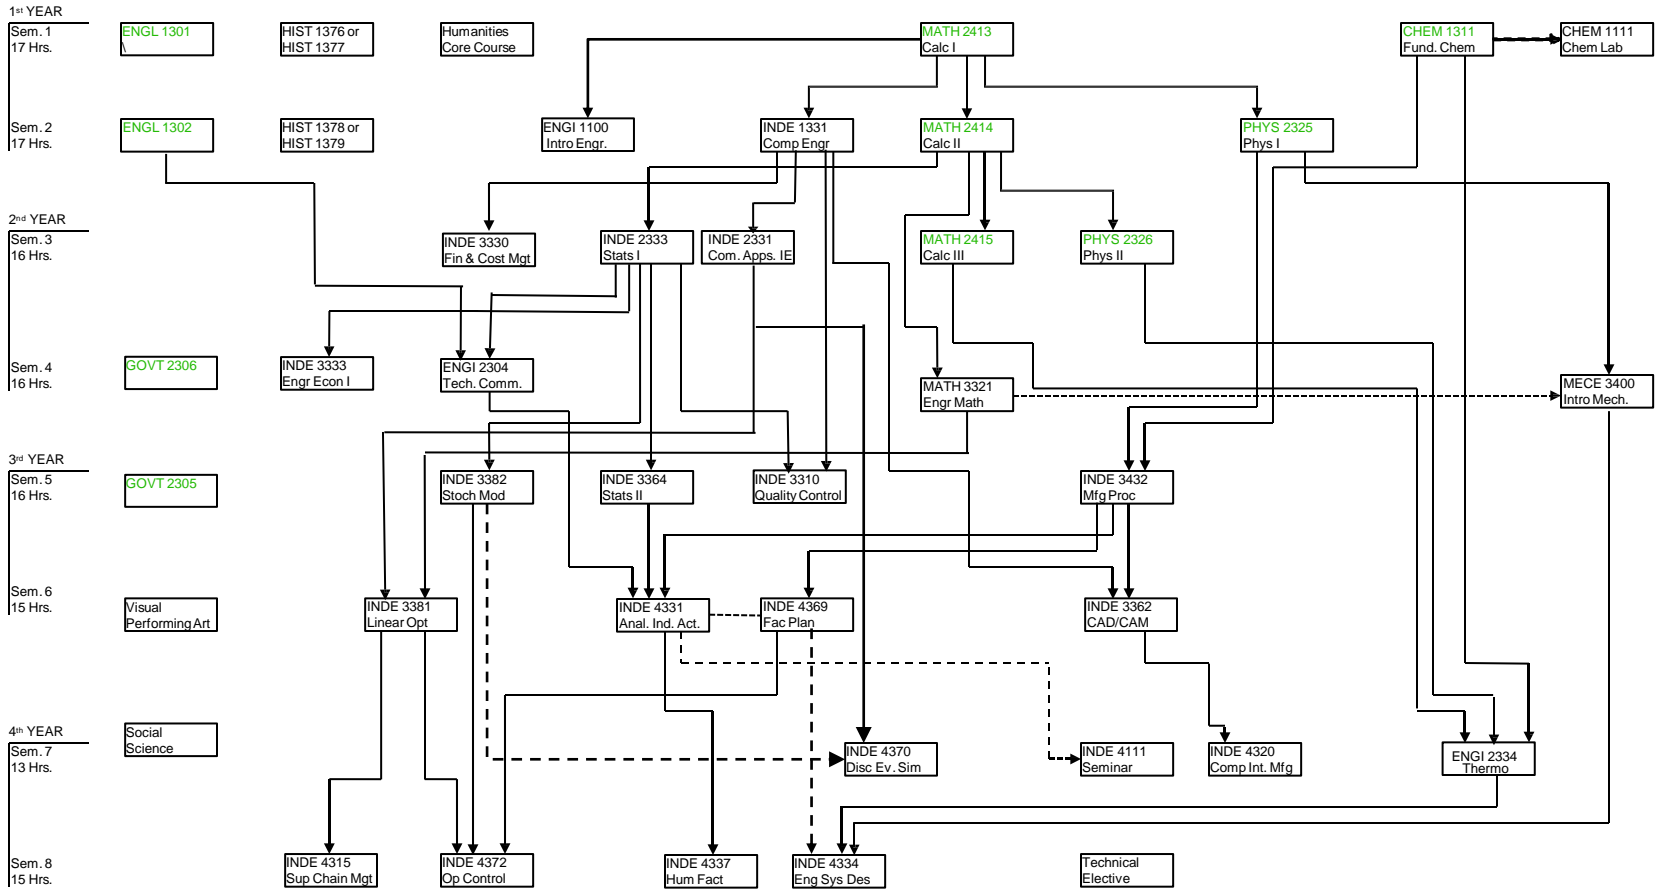 1st YEAR
Sem. 1
17 Hrs.
ENGL 1301
\
HIST 1376 or
HIST 1377
Humanities
Core Course
MATH 2413
Calc I
CHEM 1311
Fund. Chem
CHEM 1111
Chem Lab
Sem. 2
17 Hrs.
ENGL 1302
HIST 1378 or
HIST 1379
ENGI 1100
Intro Engr.
INDE 1331
Comp Engr
MATH 2414
Calc II
PHYS 2325
Phys I
2nd YEAR
Sem. 3
16 Hrs.
INDE 3330
Fin & Cost Mgt
INDE 2333
Stats I
INDE 2331
Com. Apps. IE
MATH 2415
Calc III
PHYS 2326
Phys II
Sem. 4
16 Hrs.
GOVT 2306
INDE 3333
Engr Econ I
ENGI 2304
Tech. Comm.
MATH 3321
Engr Math
MECE 3400
Intro Mech.
3rd YEAR
Sem. 5
16 Hrs.
GOVT 2305
INDE 3382
Stoch Mod
INDE 3364
Stats II
INDE 3310
Quality Control
INDE 3432
Mfg Proc
Sem. 6
15 Hrs.
Visual
Performing Art
INDE 3381
Linear Opt
INDE 4331
Anal. Ind. Act.
INDE 4369
Fac Plan
INDE 3362
CAD/CAM
4th YEAR
Sem. 7
13 Hrs.
Social
Science
INDE 4370
Disc Ev. Sim
INDE 4111
Seminar
INDE 4320
Comp Int. Mfg
ENGI 2334
Thermo
Sem. 8
15 Hrs.
INDE 4315
Sup Chain Mgt
INDE 4372
Op Control
INDE 4337
Hum Fact
INDE 4334
Eng Sys Des
Technical
Elective